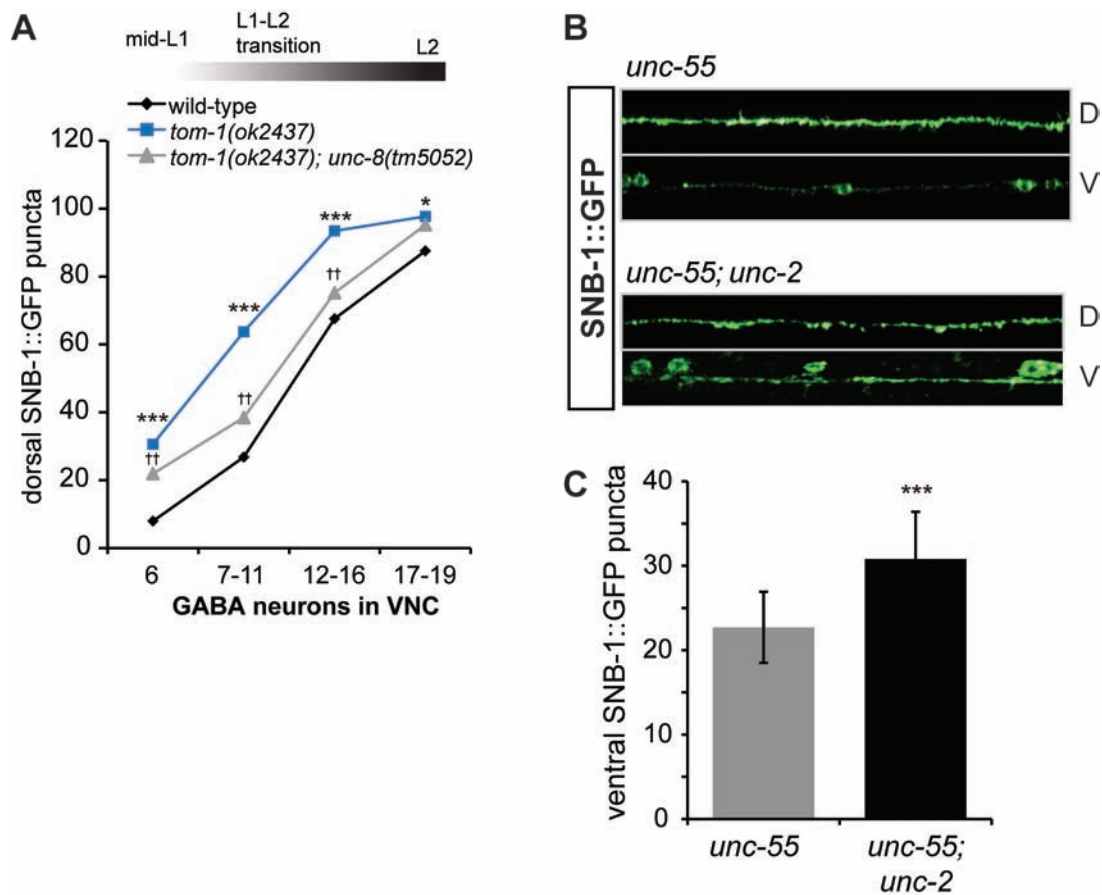 A
mid-L1
L1-L2
transition
L2
wild-type
tom-1(ok2437)
tom-1(ok2437); unc-8(tm5052)
dorsal SNB-1::GFP puncta
120
100
80
60
40
20
0
***
††
***
††
***
††
*
6
7-11
12-16
17-19
GABA neurons in VNC
B
SNB-1::GFP
unc-55
D
V
unc-55; unc-2
D
V
C
ventral SNB-1::GFP puncta
40
30
20
10
0
***
unc-55
unc-55;
unc-2